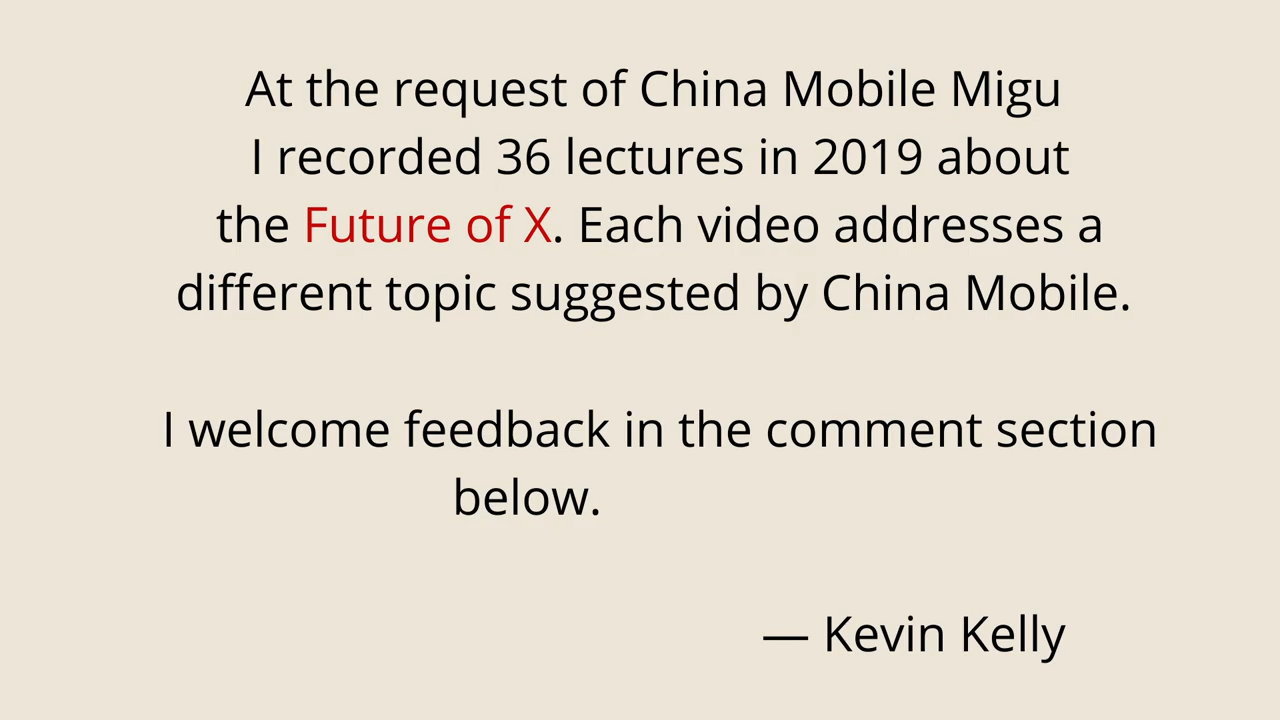 At the request of China Mobile Migu
I recorded 36 lectures in 2019 about
the Future of X. Each video addresses a
different topic suggested by China Mobile.
I welcome feedback in the comment section
below.
— Kevin Kelly